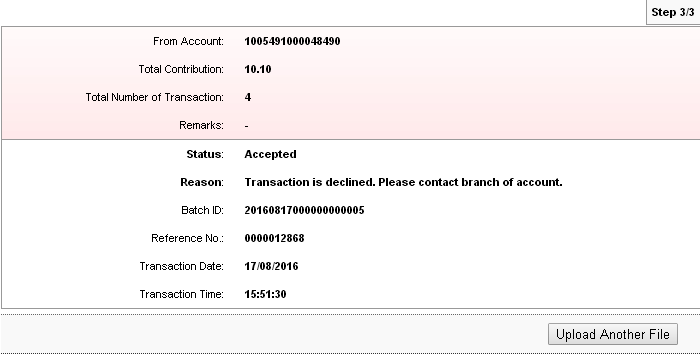 Step 3/3
From Account: 1005491000048490
Total Contribution: 10.10
Total Number of Transaction: 4
Remarks: -
Status: Accepted
Reason: Transaction is declined. Please contact branch of account.
Batch ID: 20160817000000000005
Reference No.: 0000012868
Transaction Date: 17/08/2016
Transaction Time: 15:51:30
Upload Another File